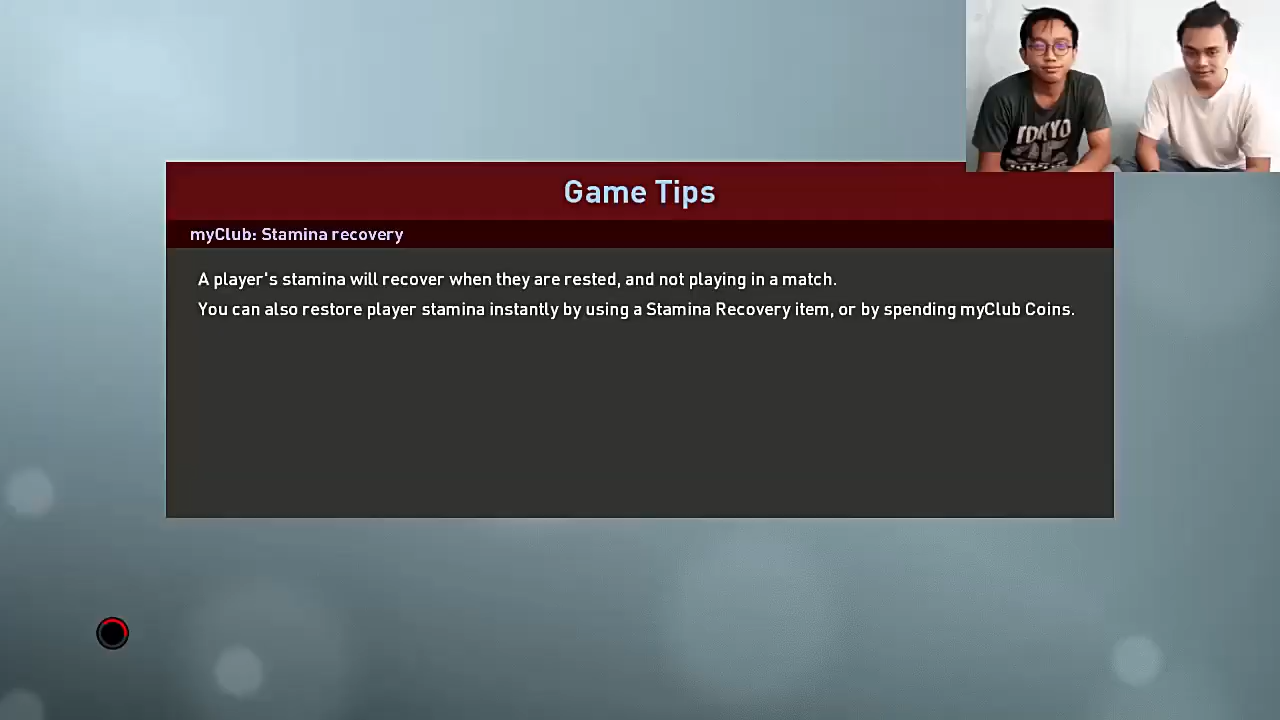 Game Tips
myClub: Stamina recovery
A player's stamina will recover when they are rested, and not playing in a match.
You can also restore player stamina instantly by using a Stamina Recovery item, or by spending myClub Coins.
TOKYO